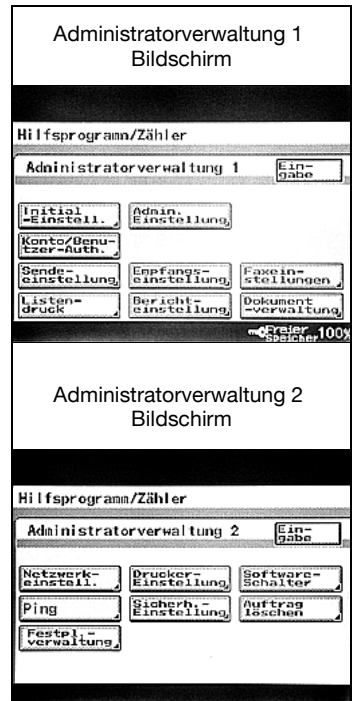 Administratorverwaltung 1
Bildschirm
Hilfsprogramm/Zähler
Administratorverwaltung 1
Ein-
gabe
Initial
-Einstell.
Admin.
Einstellung
Konto/Benu-
tzer-Auth.
Sende-
einstellung
Empfangs-
einstellung
Faxein-
stellungen
Listen-
druck
Bericht-
einstellung
Dokument
-verwaltung
Freier
Speicher 100%
Administratorverwaltung 2
Bildschirm
Hilfsprogramm/Zähler
Administratorverwaltung 2
Ein-
gabe
Netzwerk-
einstell.
Drucker-
Einstellung
Software-
Schalter
Ping
Sicherh.-
Einstellung
Auftrag
löschen
Festpl.-
verwaltung